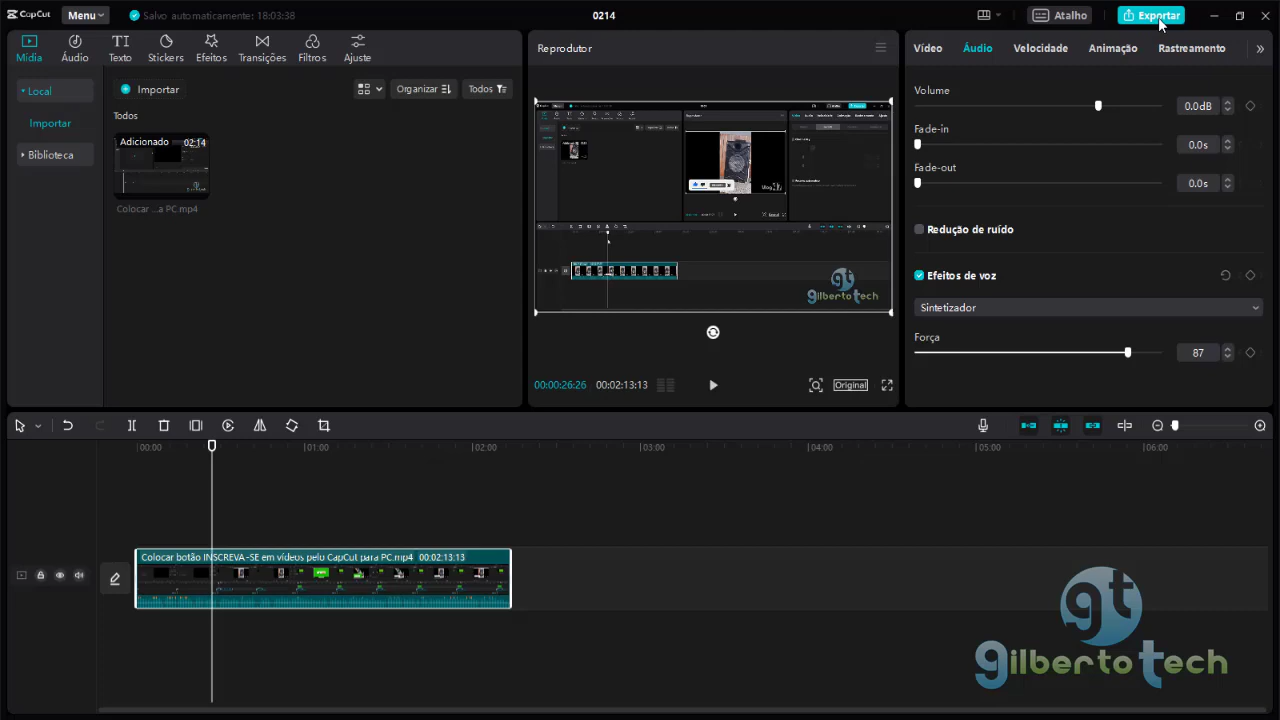 CapCut Menu Salvo automaticamente: 18:03:38 0214 Atalho Exportar
Mídia Áudio Texto Stickers Efeitos Transições Filtros Ajuste
Local
Importar
Biblioteca
Importar Organizar Todos
Todos
Adicionado 02:14
Colocar ...a PC.mp4
Reprodutor
gilberto tech
00:00:26:26 00:02:13:13 Original
Vídeo Áudio Velocidade Animação Rastreamento
Volume
0.0dB
Fade-in
0.0s
Fade-out
0.0s
Redução de ruído
Efeitos de voz
Sintetizador
Força
87
00:00 01:00 02:00 03:00 04:00 05:00 06:00
Colocar botão INSCREVA-SE em vídeos pelo CapCut para PC.mp4 00:02:13:13
gt
gilberto tech